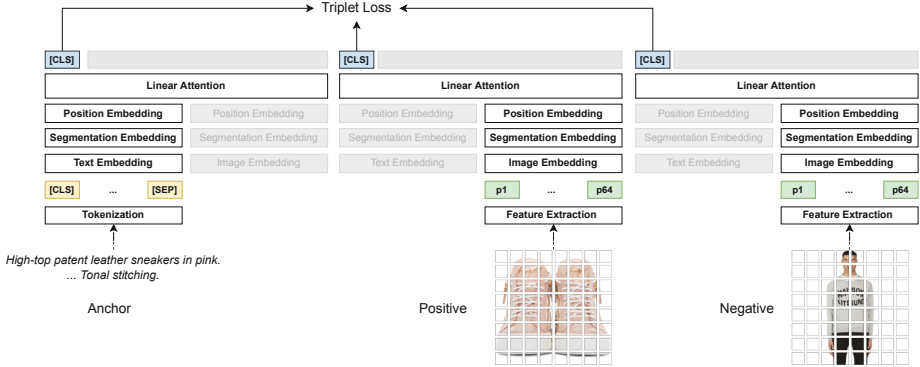 Triplet Loss
[CLS] [CLS] [CLS]
Linear Attention Linear Attention Linear Attention
Position Embedding Position Embedding Position Embedding Position Embedding Position Embedding Position Embedding
Segmentation Embedding Segmentation Embedding Segmentation Embedding Segmentation Embedding Segmentation Embedding Segmentation Embedding
Text Embedding Image Embedding Text Embedding Image Embedding Text Embedding Image Embedding
[CLS] ... [SEP] p1 ... p64 p1 ... p64
Tokenization Feature Extraction Feature Extraction
High-top patent leather sneakers in pink.
... Tonal stitching.
Anchor Positive Negative
MAISON
KITSUNÉ